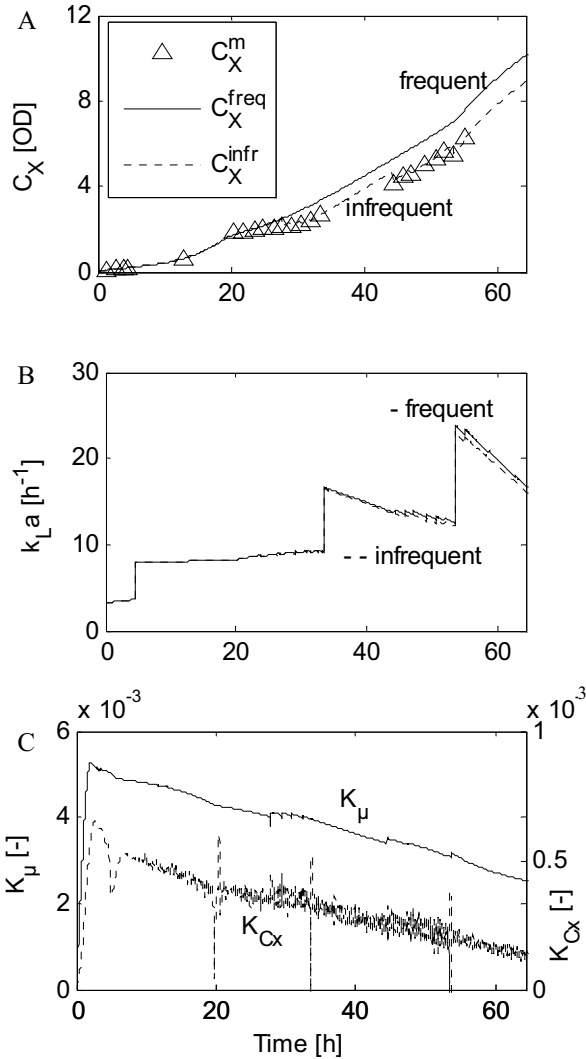 A
12
8
4
0
C_X [OD]
C_X^m
C_X^freq
C_X^infr
frequent
infrequent
0 20 40 60
B
30
20
10
0
k_L a [h^-1]
- frequent
- - infrequent
0 20 40 60
C
x 10^-3
x 10^-3
6
4
2
0
K_μ [-]
K_μ
K_Cx
1
0.5
0
K_Cx [-]
0 20 40 60
Time [h]